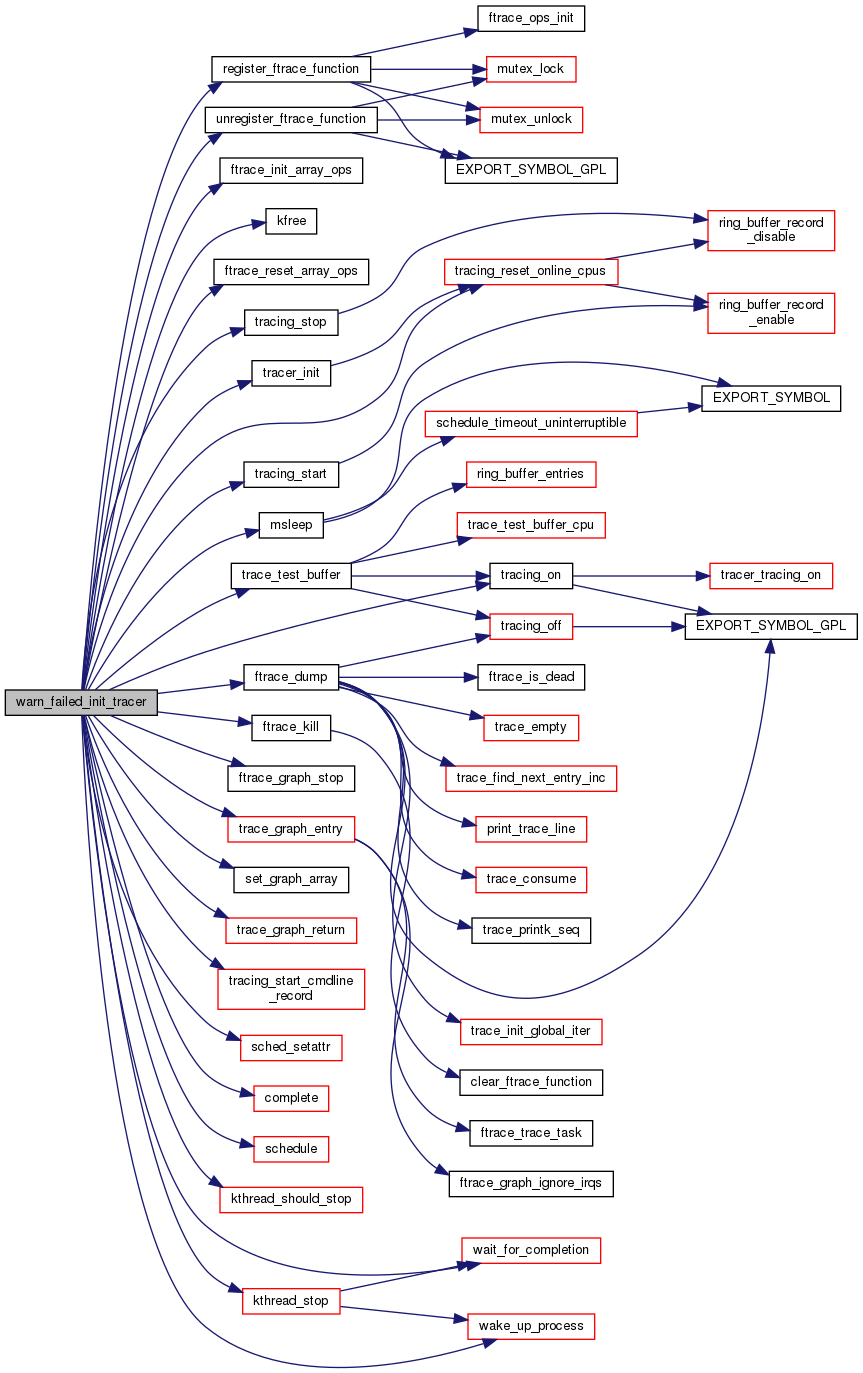 ftrace_ops_init
register_ftrace_function
mutex_lock
unregister_ftrace_function
mutex_unlock
ftrace_init_array_ops
EXPORT_SYMBOL_GPL
kfree
ring_buffer_record
_disable
ftrace_reset_array_ops
tracing_reset_online_cpus
tracing_stop
ring_buffer_record
_enable
tracer_init
EXPORT_SYMBOL
schedule_timeout_uninterruptible
tracing_start
ring_buffer_entries
msleep
trace_test_buffer_cpu
trace_test_buffer
tracing_on
tracer_tracing_on
tracing_off
EXPORT_SYMBOL_GPL
ftrace_dump
ftrace_is_dead
warn_failed_init_tracer
ftrace_kill
trace_empty
ftrace_graph_stop
trace_find_next_entry_inc
trace_graph_entry
print_trace_line
set_graph_array
trace_consume
trace_graph_return
trace_printk_seq
tracing_start_cmdline
_record
trace_init_global_iter
sched_setattr
clear_ftrace_function
complete
ftrace_trace_task
schedule
ftrace_graph_ignore_irqs
kthread_should_stop
wait_for_completion
kthread_stop
wake_up_process